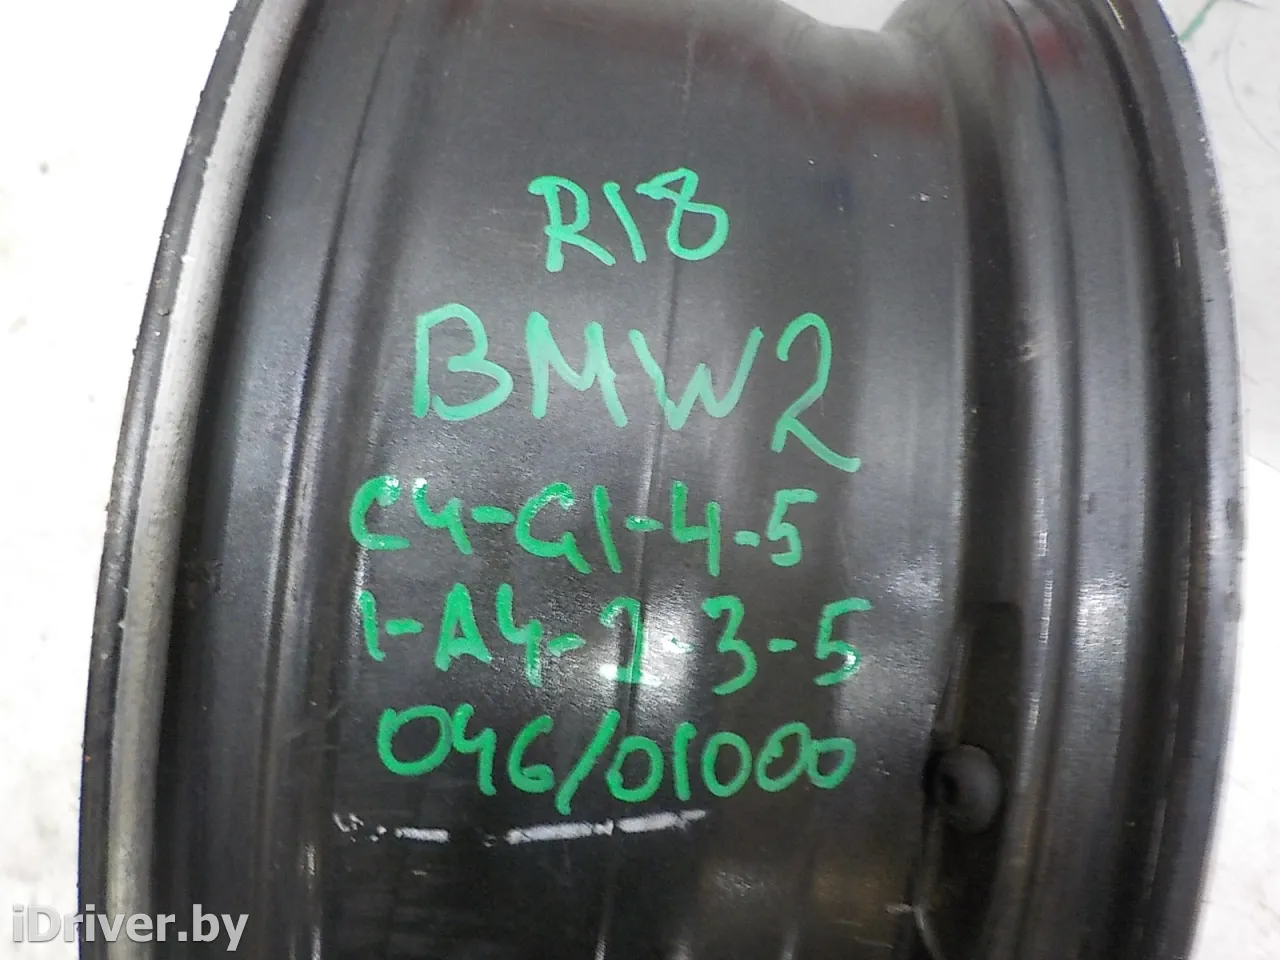 R18
BMW2
C4-G1-4-5
1-A4-2-3-5
046/01000
iDriver.by